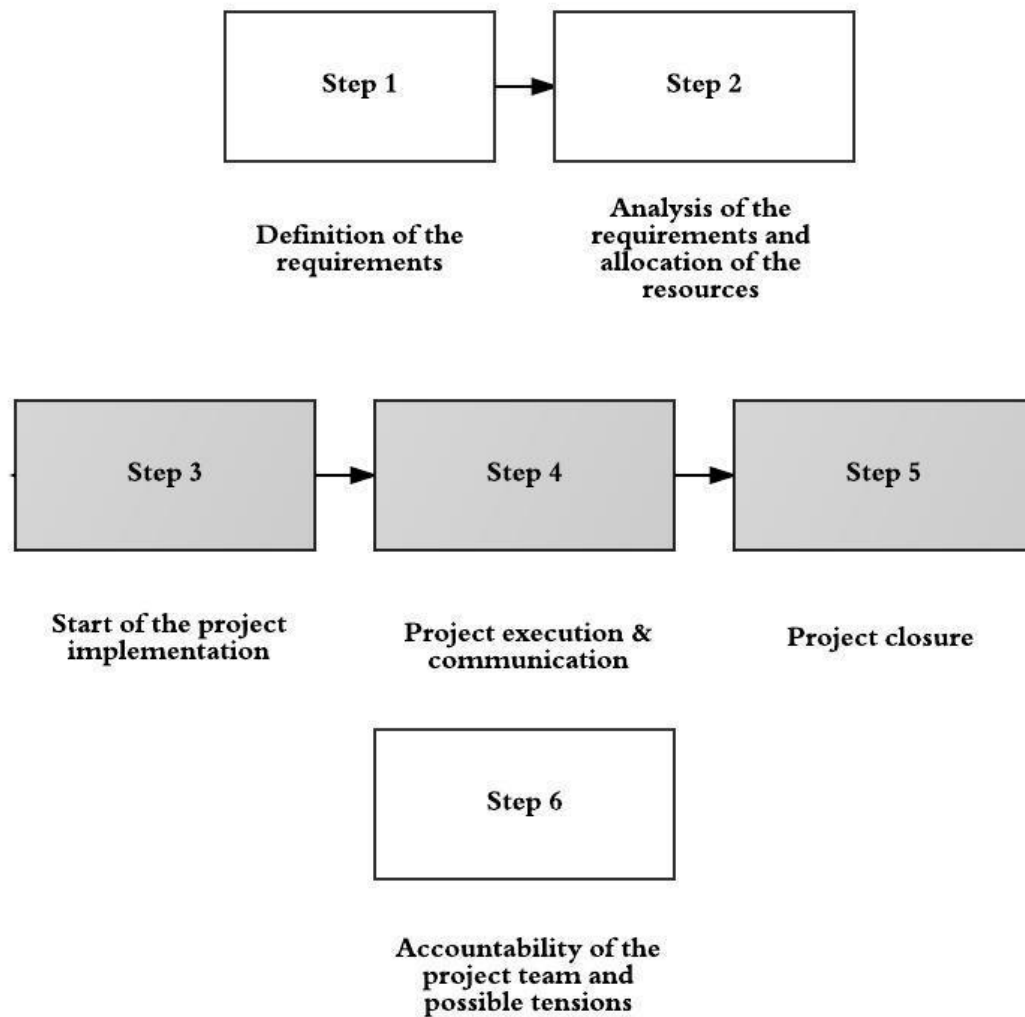 Step 1
Step 2
Definition of the
requirements
Analysis of the
requirements and
allocation of the
resources
Step 3
Step 4
Step 5
Start of the project
implementation
Project execution &
communication
Project closure
Step 6
Accountability of the
project team and
possible tensions